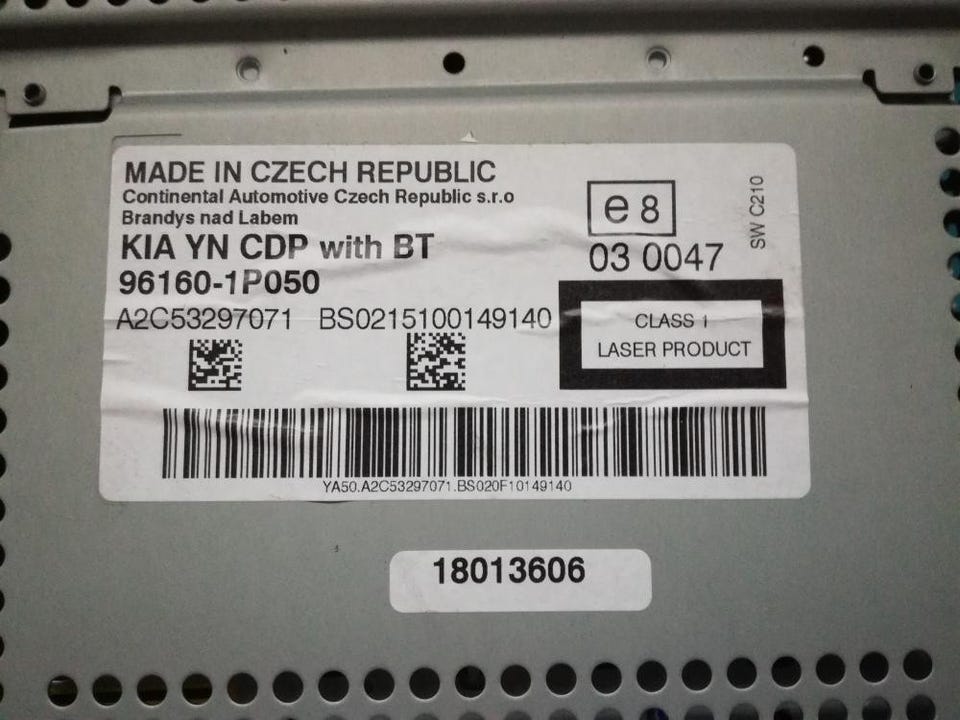 MADE IN CZECH REPUBLIC
Continental Automotive Czech Republic s.r.o
Brandys nad Labem
KIA YN CDP with BT
96160-1P050
A2C53297071 BS0215100149140
e 8
03 0047
SW C210
CLASS 1
LASER PRODUCT
YA50.A2C53297071.BS020F10149140
18013606